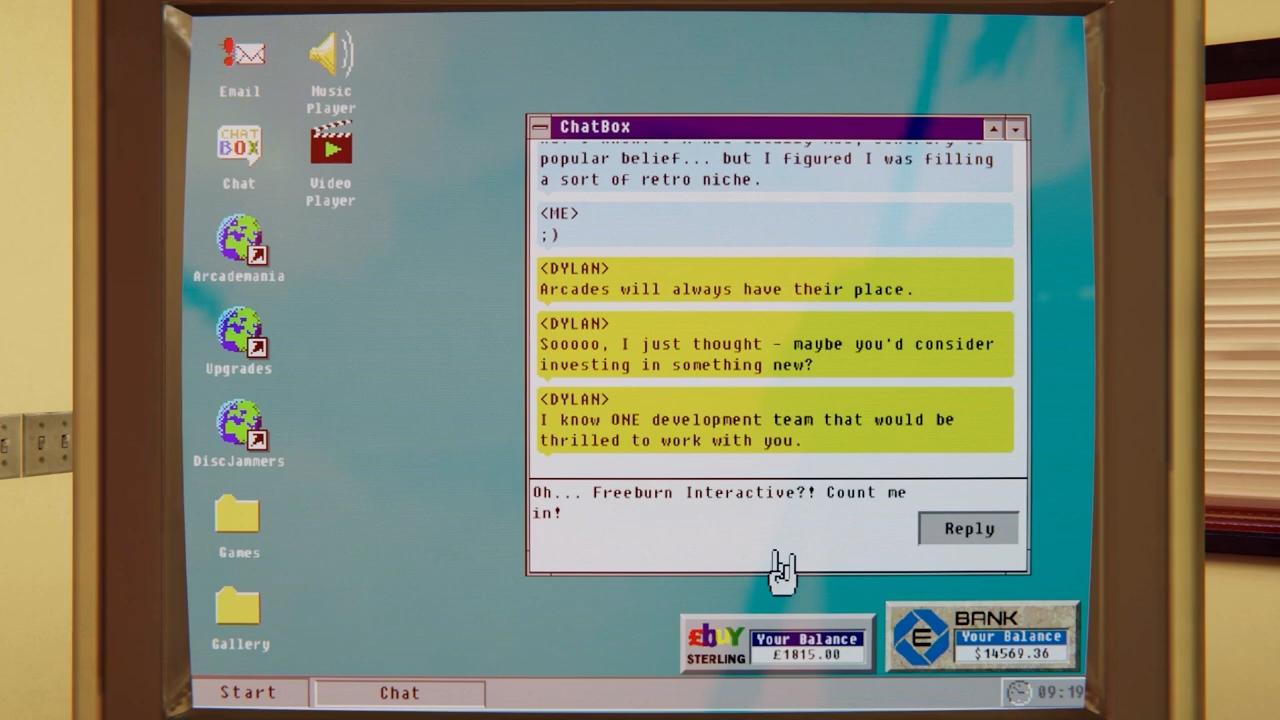 Email
Music
Player
CHAT
BOX
Chat
Video
Player
Arcademania
Upgrades
DiscJammers
Games
Gallery
ChatBox
popular belief... but I figured I was filling
a sort of retro niche.
<ME>
;)
<DYLAN>
Arcades will always have their place.
<DYLAN>
Sooooo, I just thought - maybe you'd consider
investing in something new?
<DYLAN>
I know ONE development team that would be
thrilled to work with you.
Oh... Freeburn Interactive?! Count me
in!
Reply
£buy
STERLING
Your Balance
£1815.00
E
BANK
Your Balance
$14569.36
Start
Chat
09:19